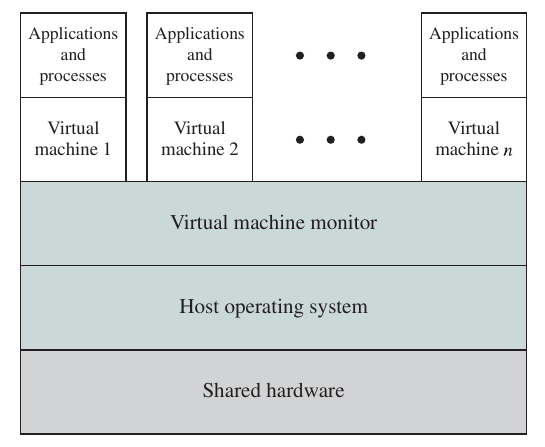 Applications
and
processes
Applications
and
processes
Applications
and
processes
Virtual
machine 1
Virtual
machine 2
Virtual
machine n
Virtual machine monitor
Host operating system
Shared hardware